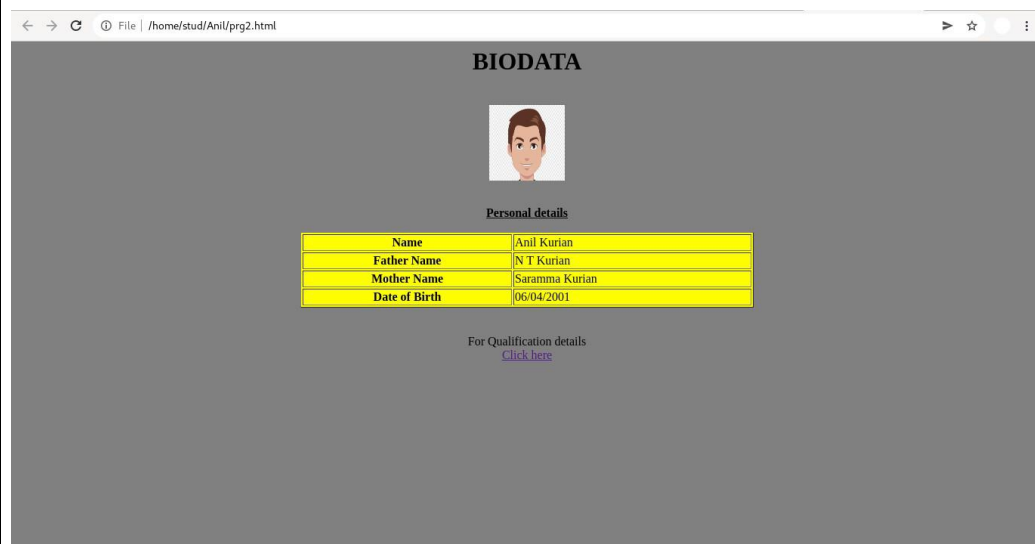 File | /home/stud/Anil/prg2.html
BIODATA
Personal details
Name Anil Kurian
Father Name N T Kurian
Mother Name Saramma Kurian
Date of Birth 06/04/2001
For Qualification details
Click here